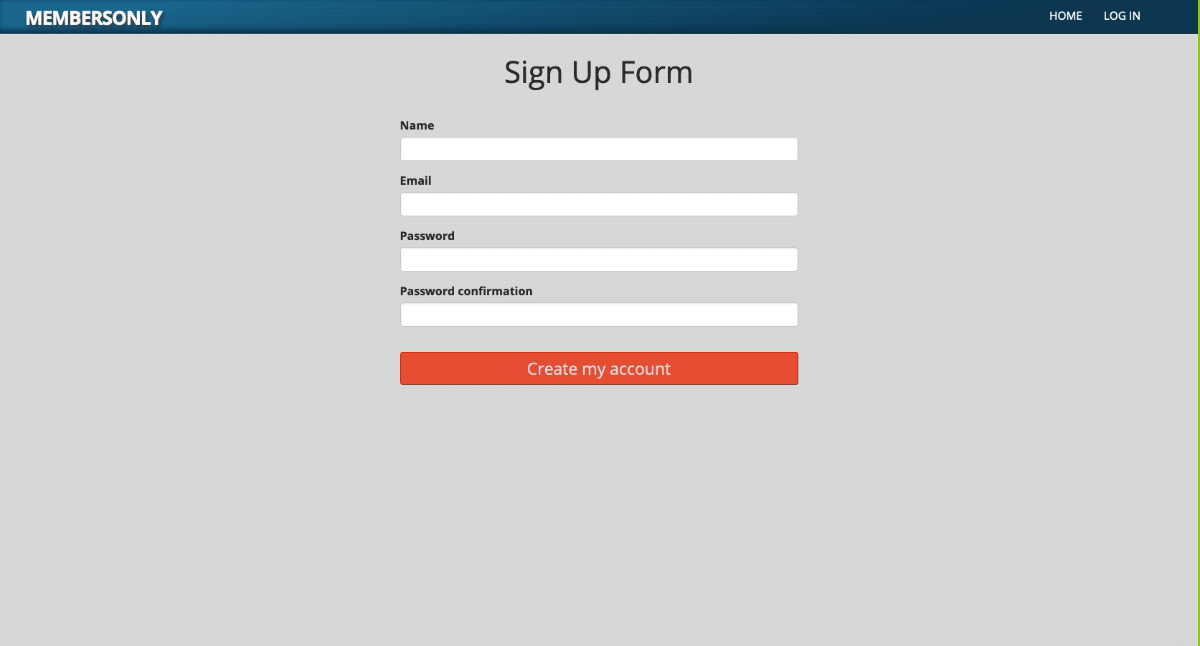 MEMBERSONLY
HOME LOG IN
Sign Up Form
Name
Email
Password
Password confirmation
Create my account